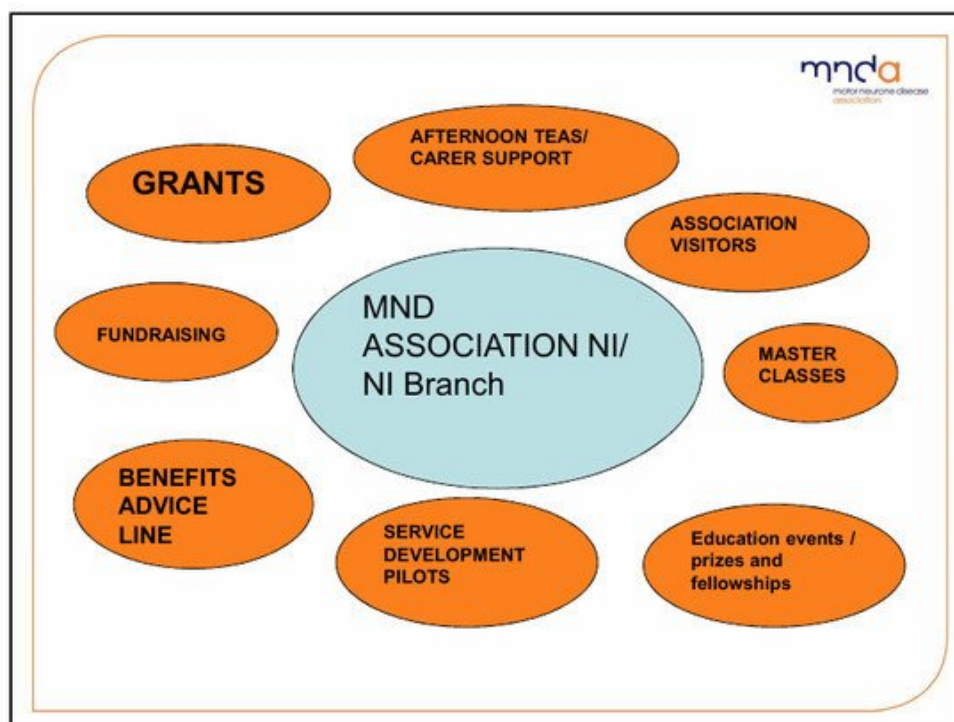 mnda
motor neurone disease
association
AFTERNOON TEAS/
CARER SUPPORT
GRANTS
ASSOCIATION
VISITORS
MND
ASSOCIATION NI/
NI Branch
FUNDRAISING
MASTER
CLASSES
BENEFITS
ADVICE
LINE
SERVICE
DEVELOPMENT
PILOTS
Education events /
prizes and
fellowships